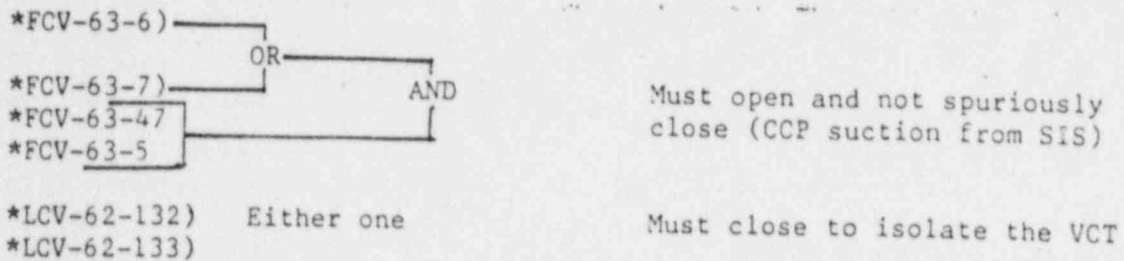 *FCV-63-6)
OR
*FCV-63-7) AND Must open and not spuriously
*FCV-63-47 close (CCP suction from SIS)
*FCV-63-5
*LCV-62-132) Either one Must close to isolate the VCT
*LCV-62-133)